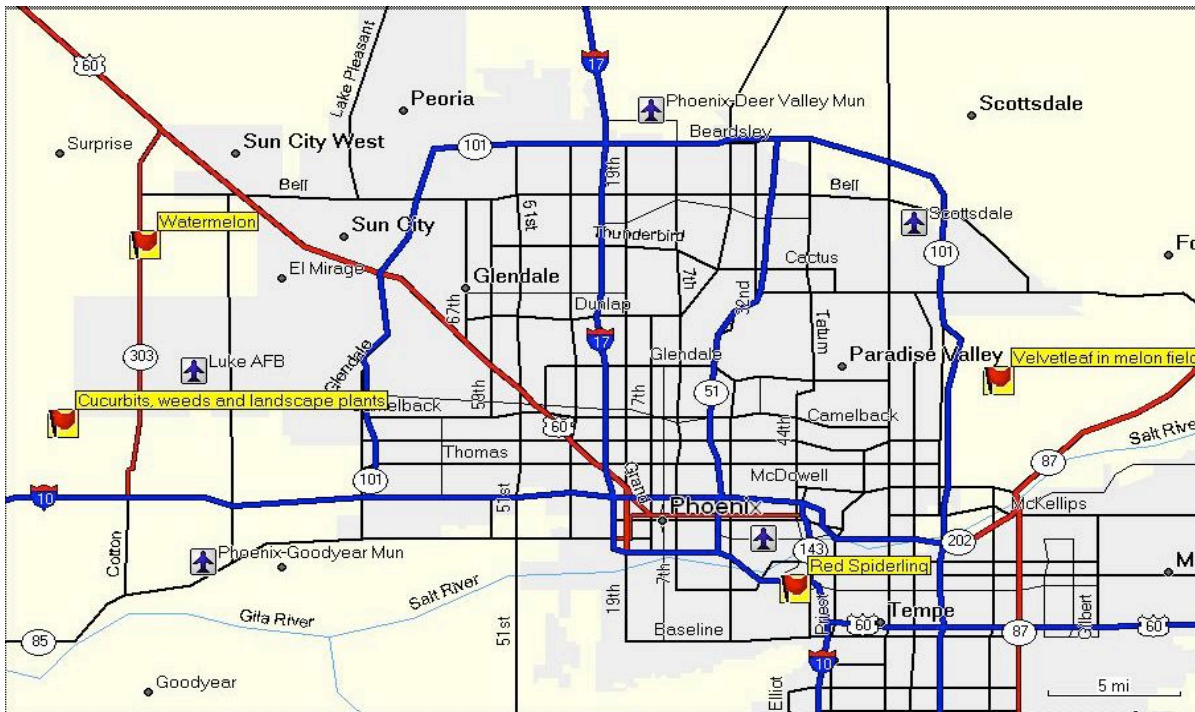 60
Lake Pleasant
Peoria
17
Phoenix-Deer Valley Mun
Scottsdale
Surprise
Sun City West
101
Beardsley
19th
Bell
Bell
51st
Watermelon
Sun City
Thunderbird
Scottsdale
101
El Mirage
Glendale
7th
Cactus
32nd
67th
Dunlap
Tatum
303
Luke AFB
Glendale
17
Glendale
Paradise Valley
Velvetleaf in melon field
51
59th
7th
Cucurbits, weeds and landscape plants
Camelback
60
44th
Salt River
Thomas
McDowell
87
10
101
51st
Grand
Phoenix
McKellips
Cotton
Phoenix-Goodyear Mun
143
202
Red Spiderling
Salt River
19th
7th
Gila River
Priest
60
Tempe
Gilbert
60
85
51st
Baseline
87
Goodyear
10
Elliot
5 mi